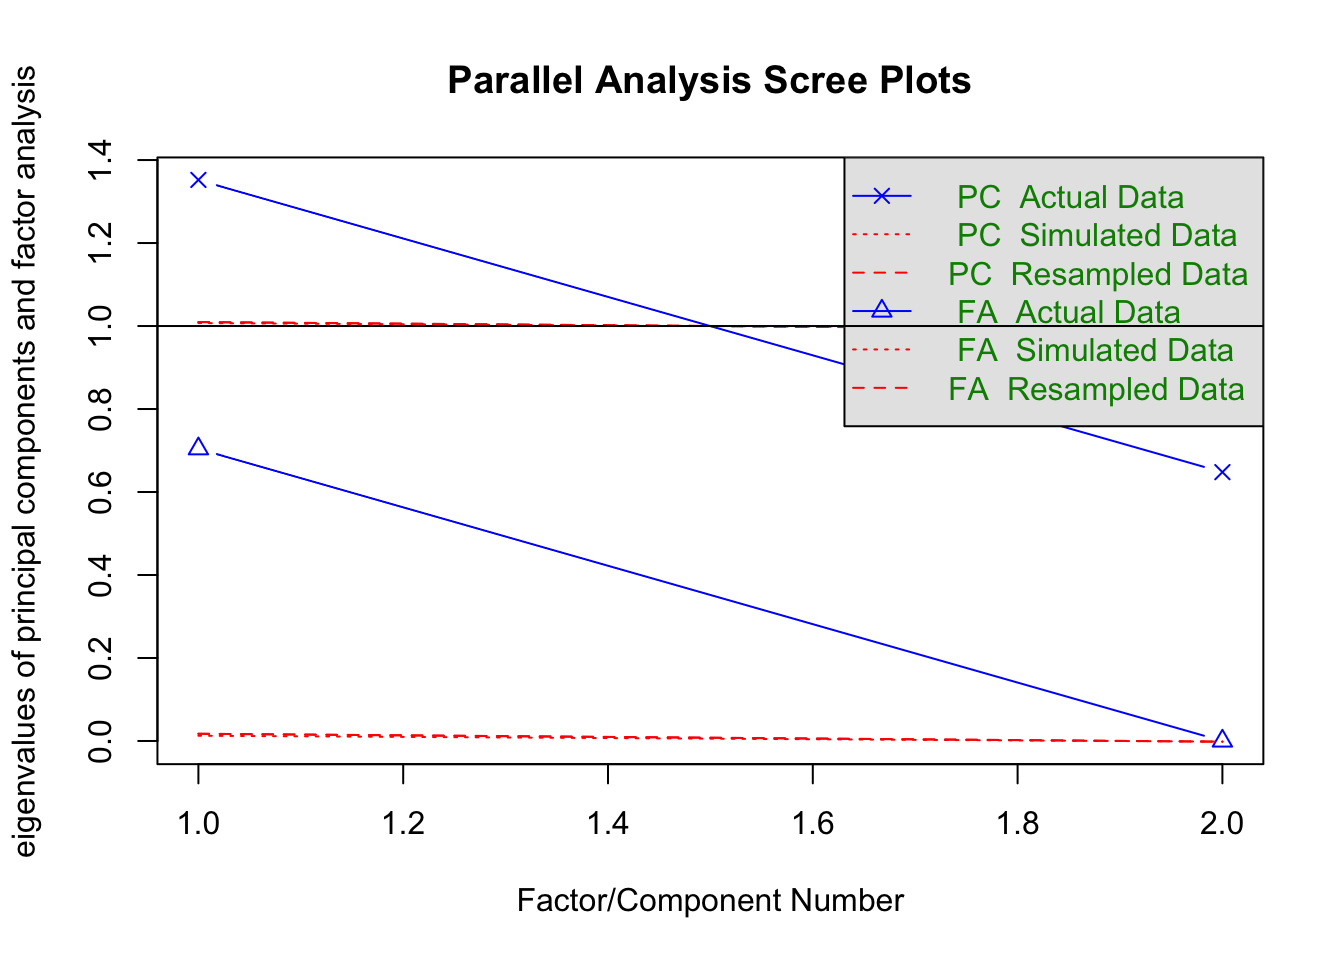 Parallel Analysis Scree Plots
eigenvalues of principal components and factor analysis
1.4
1.2
1.0
0.8
0.6
0.4
0.2
0.0
PC Actual Data
PC Simulated Data
PC Resampled Data
FA Actual Data
FA Simulated Data
FA Resampled Data
1.0 1.2 1.4 1.6 1.8 2.0
Factor/Component Number